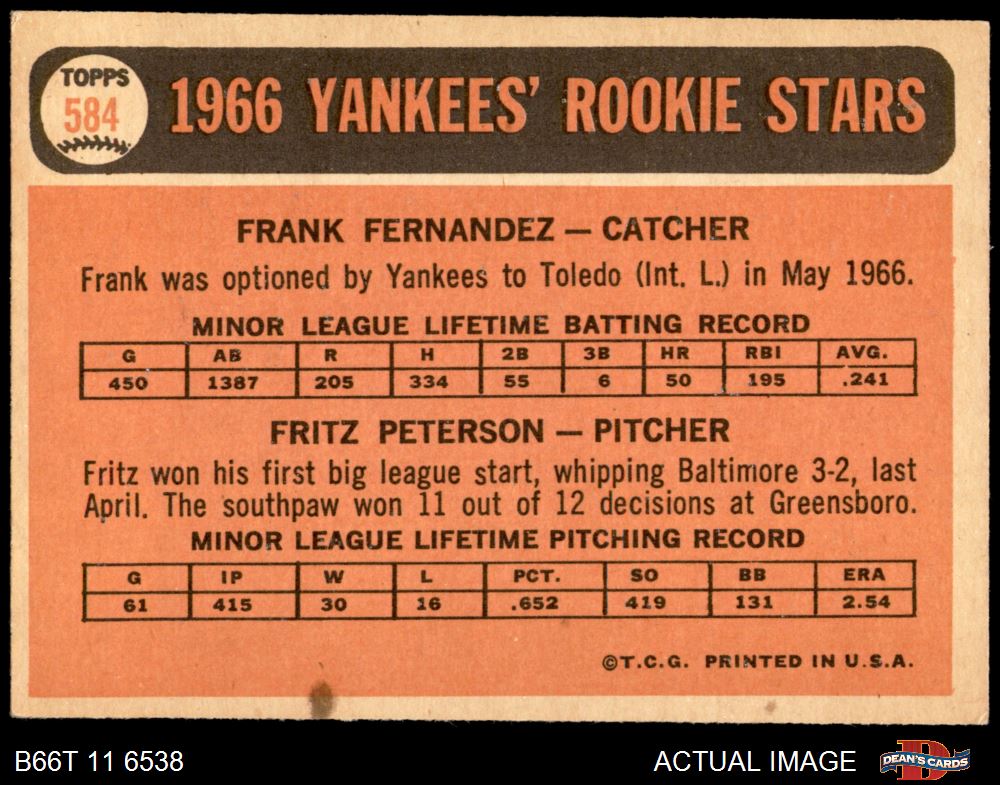 TOPPS
584
1966 YANKEES' ROOKIE STARS
FRANK FERNANDEZ — CATCHER
Frank was optioned by Yankees to Toledo (Int. L.) in May 1966.
MINOR LEAGUE LIFETIME BATTING RECORD
G AB R H 2B 3B HR RBI AVG.
450 1387 205 334 55 6 50 195 .241
FRITZ PETERSON — PITCHER
Fritz won his first big league start, whipping Baltimore 3-2, last
April. The southpaw won 11 out of 12 decisions at Greensboro.
MINOR LEAGUE LIFETIME PITCHING RECORD
G IP W L PCT. SO BB ERA
61 415 30 16 .652 419 131 2.54
©T.C.G. PRINTED IN U.S.A.
B66T 11 6538 ACTUAL IMAGE D DEAN'S CARDS